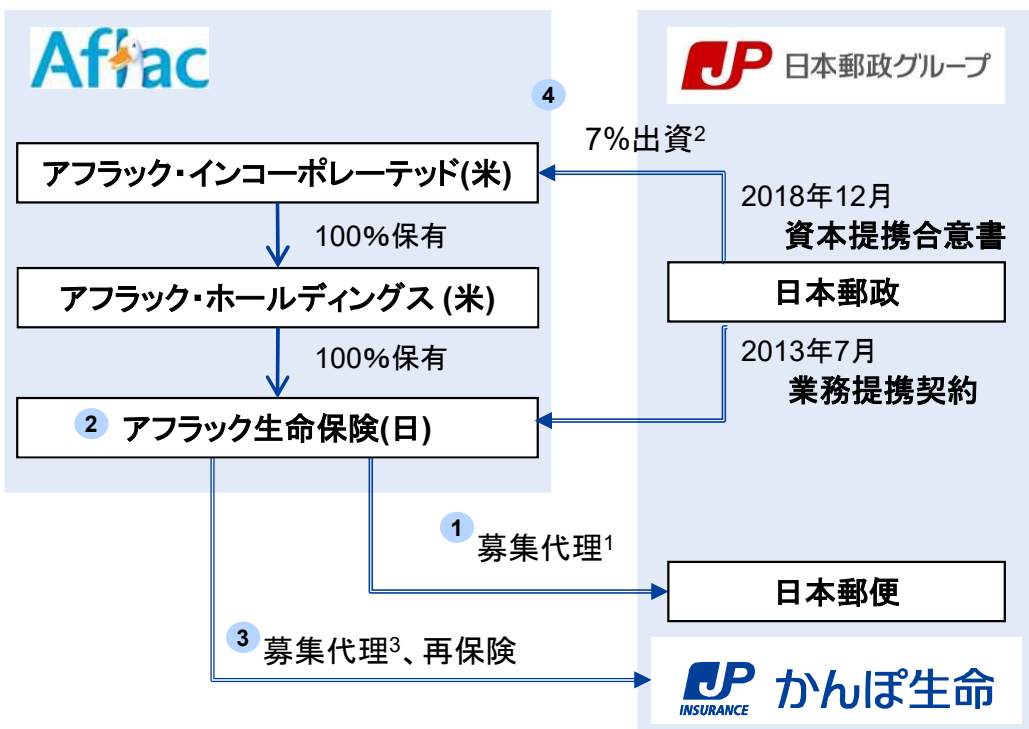 Aflac
JP 日本郵政グループ
4
7%出資2
アフラック・インコーポレーテッド(米)
2018年12月
資本提携合意書
100%保有
アフラック・ホールディングス (米)
日本郵政
100%保有
2013年7月
業務提携契約
2 アフラック生命保険(日)
1 募集代理1
日本郵便
3 募集代理3、再保険
JP INSURANCE かんぽ生命